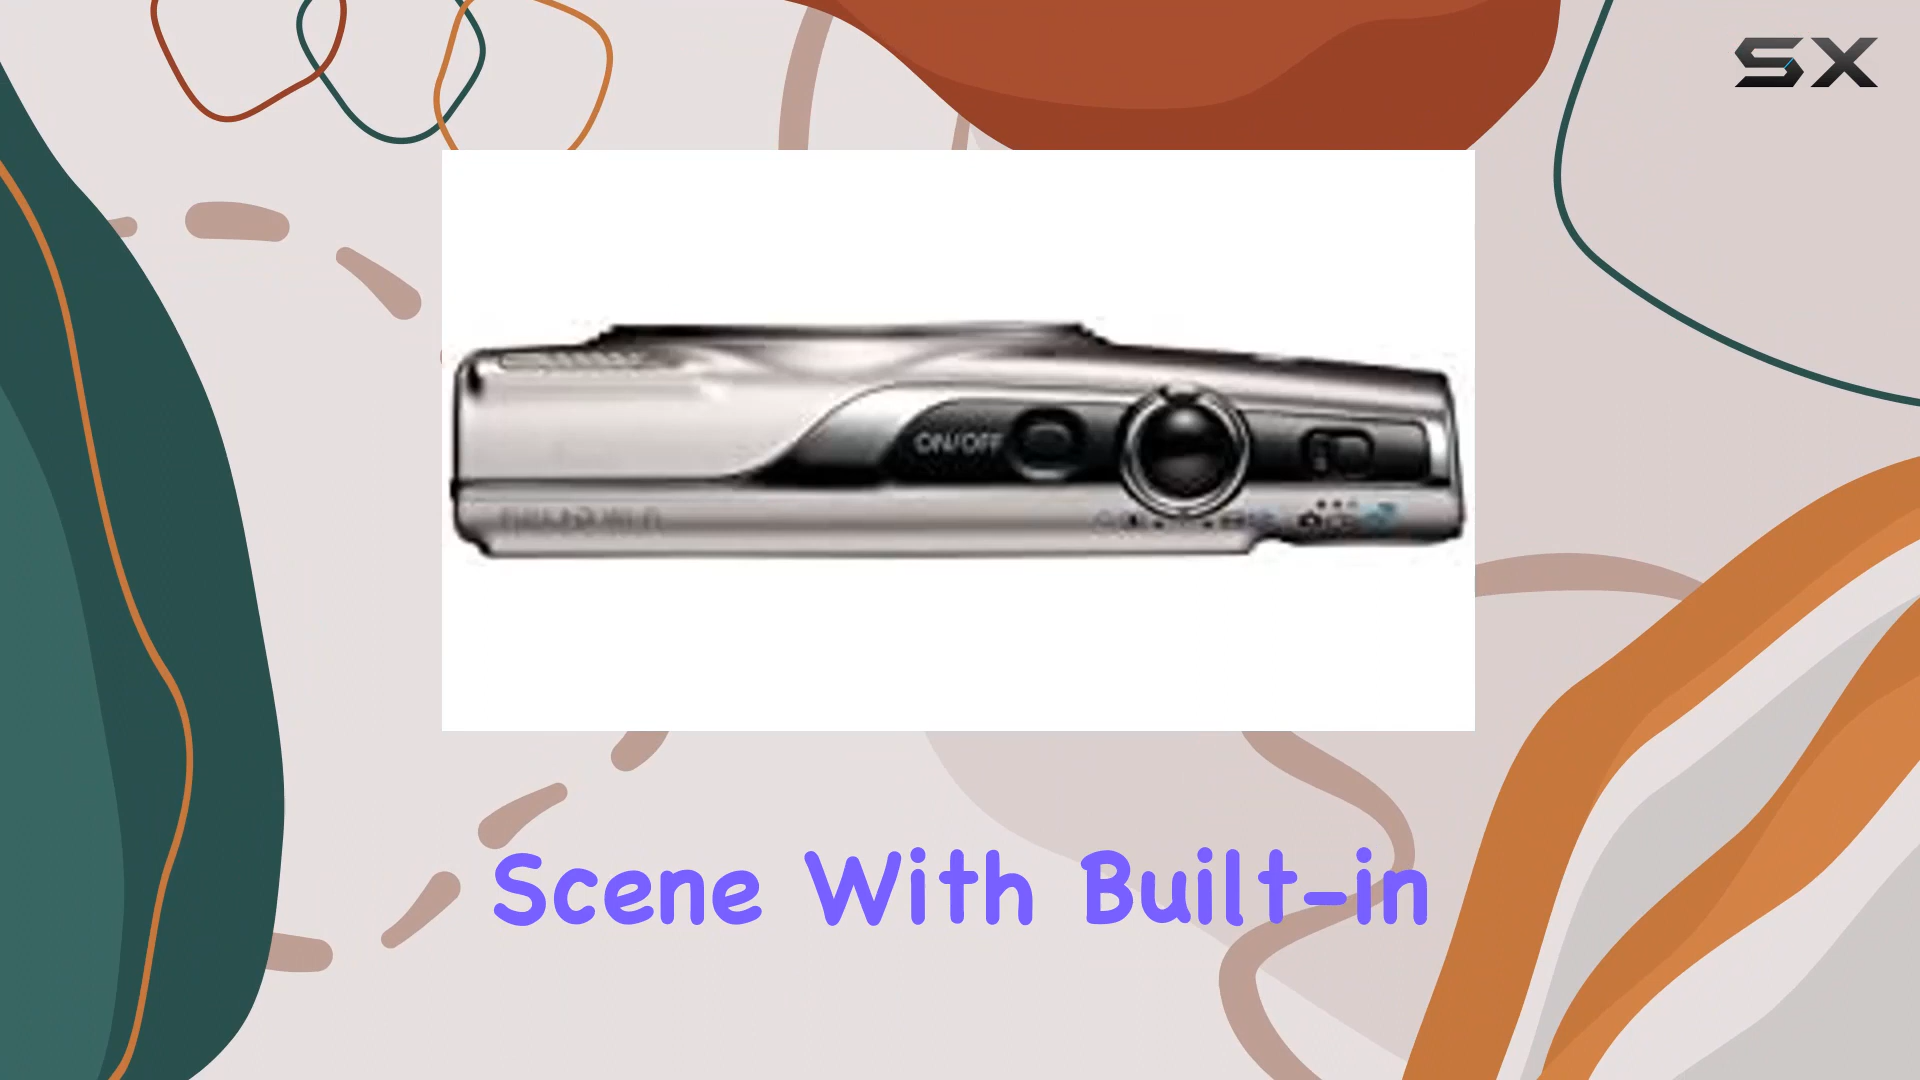 SX
ON/OFF
Scene With Built-in